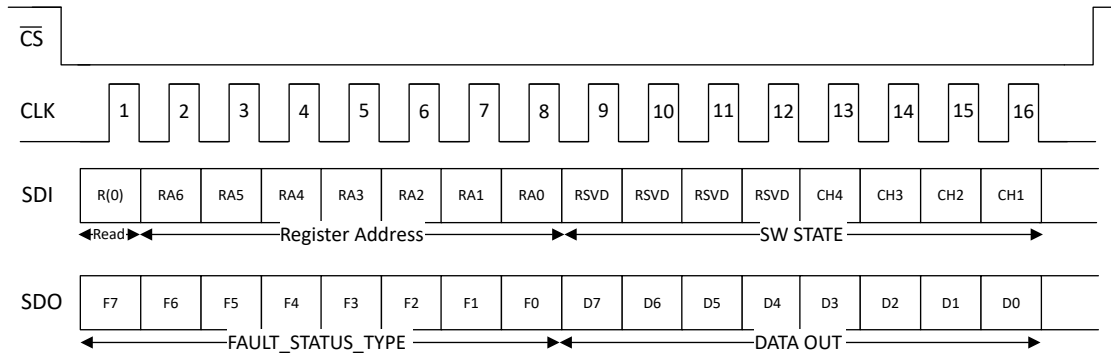 CS
CLK 1 2 3 4 5 6 7 8 9 10 11 12 13 14 15 16
SDI R(0) RA6 RA5 RA4 RA3 RA2 RA1 RA0 RSVD RSVD RSVD RSVD CH4 CH3 CH2 CH1
Read Register Address SW STATE
SDO F7 F6 F5 F4 F3 F2 F1 F0 D7 D6 D5 D4 D3 D2 D1 D0
FAULT_STATUS_TYPE DATA OUT